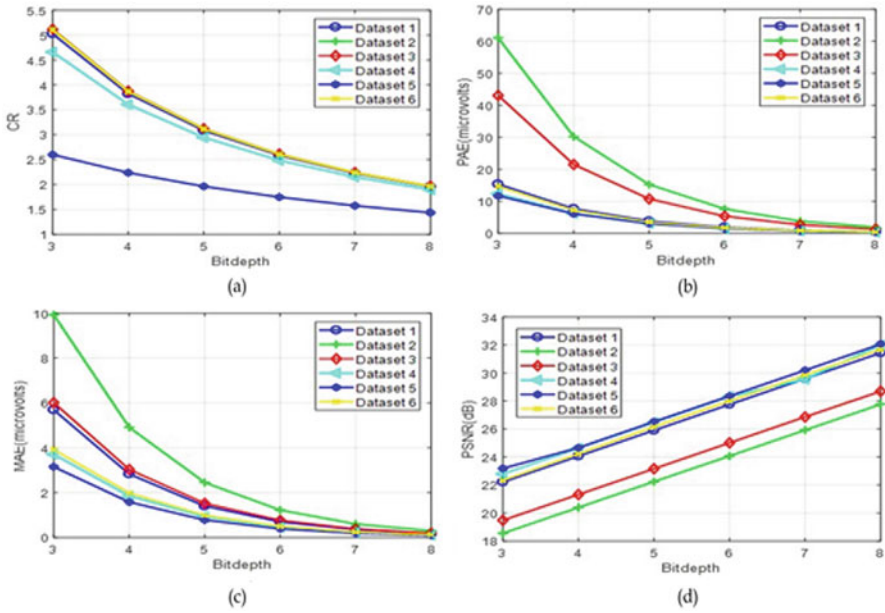 5.5
5
4.5
4
3.5
3
2.5
2
1.5
1
CR
3 4 5 6 7 8
Bitdepth
Dataset 1
Dataset 2
Dataset 3
Dataset 4
Dataset 5
Dataset 6
(a)
70
60
50
40
30
20
10
0
PAE(microvolts)
3 4 5 6 7 8
Bitdepth
Dataset 1
Dataset 2
Dataset 3
Dataset 4
Dataset 5
Dataset 6
(b)
10
8
6
4
2
0
MAE(microvolts)
3 4 5 6 7 8
Bitdepth
Dataset 1
Dataset 2
Dataset 3
Dataset 4
Dataset 5
Dataset 6
(c)
34
32
30
28
26
24
22
20
18
PSNR(dB)
3 4 5 6 7 8
Bitdepth
Dataset 1
Dataset 2
Dataset 3
Dataset 4
Dataset 5
Dataset 6
(d)